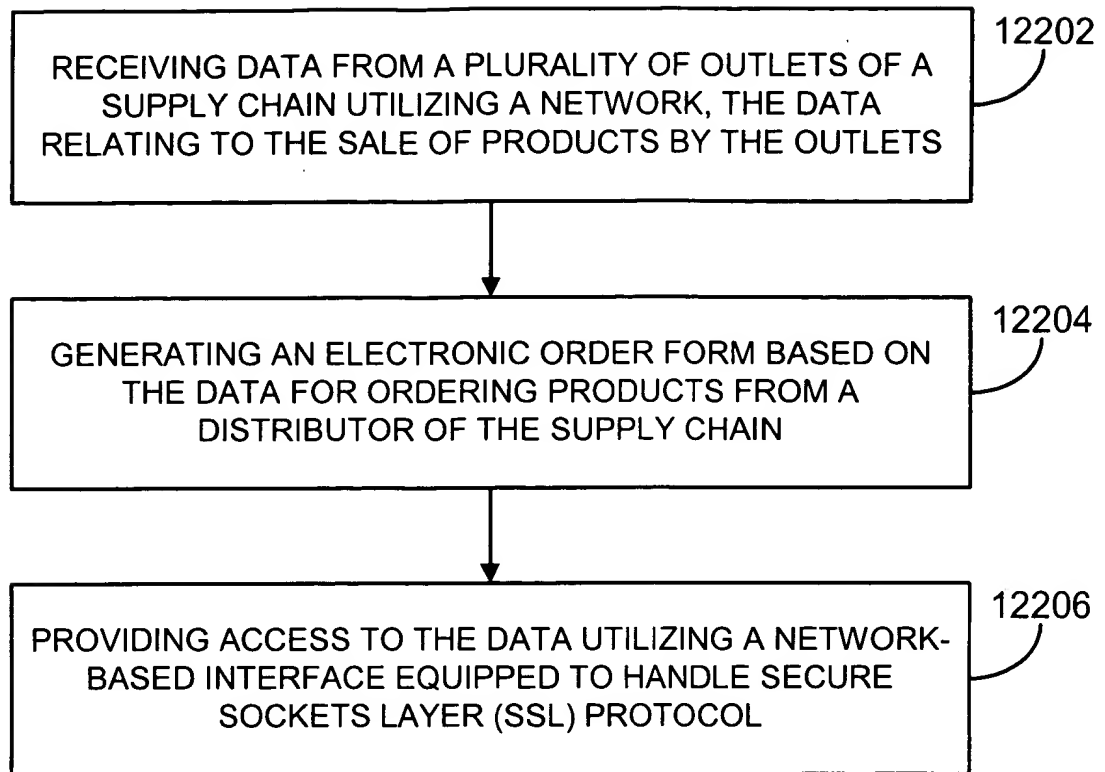 12202
RECEIVING DATA FROM A PLURALITY OF OUTLETS OF A
SUPPLY CHAIN UTILIZING A NETWORK, THE DATA
RELATING TO THE SALE OF PRODUCTS BY THE OUTLETS
12204
GENERATING AN ELECTRONIC ORDER FORM BASED ON
THE DATA FOR ORDERING PRODUCTS FROM A
DISTRIBUTOR OF THE SUPPLY CHAIN
12206
PROVIDING ACCESS TO THE DATA UTILIZING A NETWORK-
BASED INTERFACE EQUIPPED TO HANDLE SECURE
SOCKETS LAYER (SSL) PROTOCOL